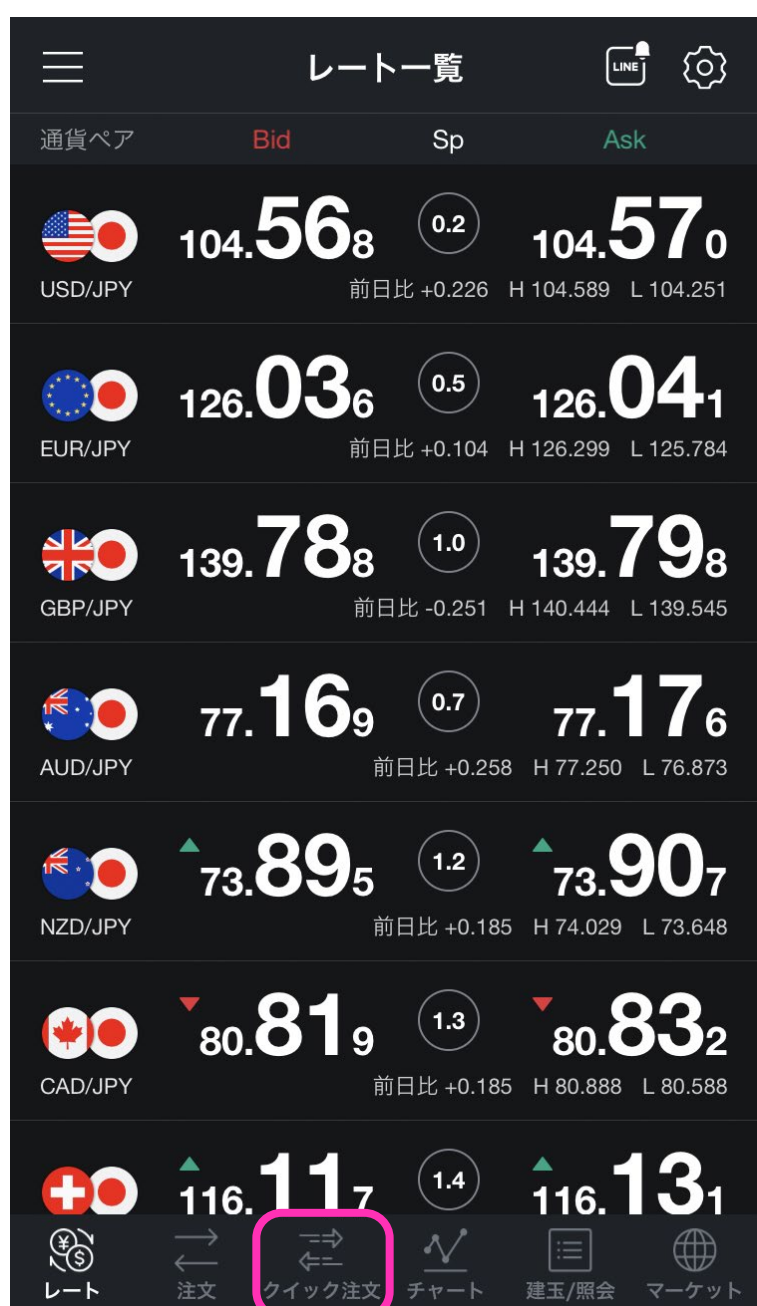 レート一覧 LINE
通貨ペア Bid Sp Ask
104.568 0.2 104.570
USD/JPY 前日比 +0.226 H 104.589 L 104.251
126.036 0.5 126.041
EUR/JPY 前日比 +0.104 H 126.299 L 125.784
139.788 1.0 139.798
GBP/JPY 前日比 -0.251 H 140.444 L 139.545
77.169 0.7 77.176
AUD/JPY 前日比 +0.258 H 77.250 L 76.873
73.895 1.2 73.907
NZD/JPY 前日比 +0.185 H 74.029 L 73.648
80.819 1.3 80.832
CAD/JPY 前日比 +0.185 H 80.888 L 80.588
116.117 1.4 116.131
レート 注文 クイック注文 チャート 建玉/照会 マーケット